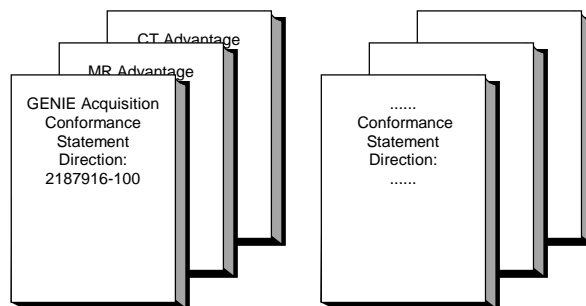 CT Advantage
MR Advantage
GENIE Acquisition
Conformance
Statement
Direction:
2187916-100
......
Conformance
Statement
Direction:
......